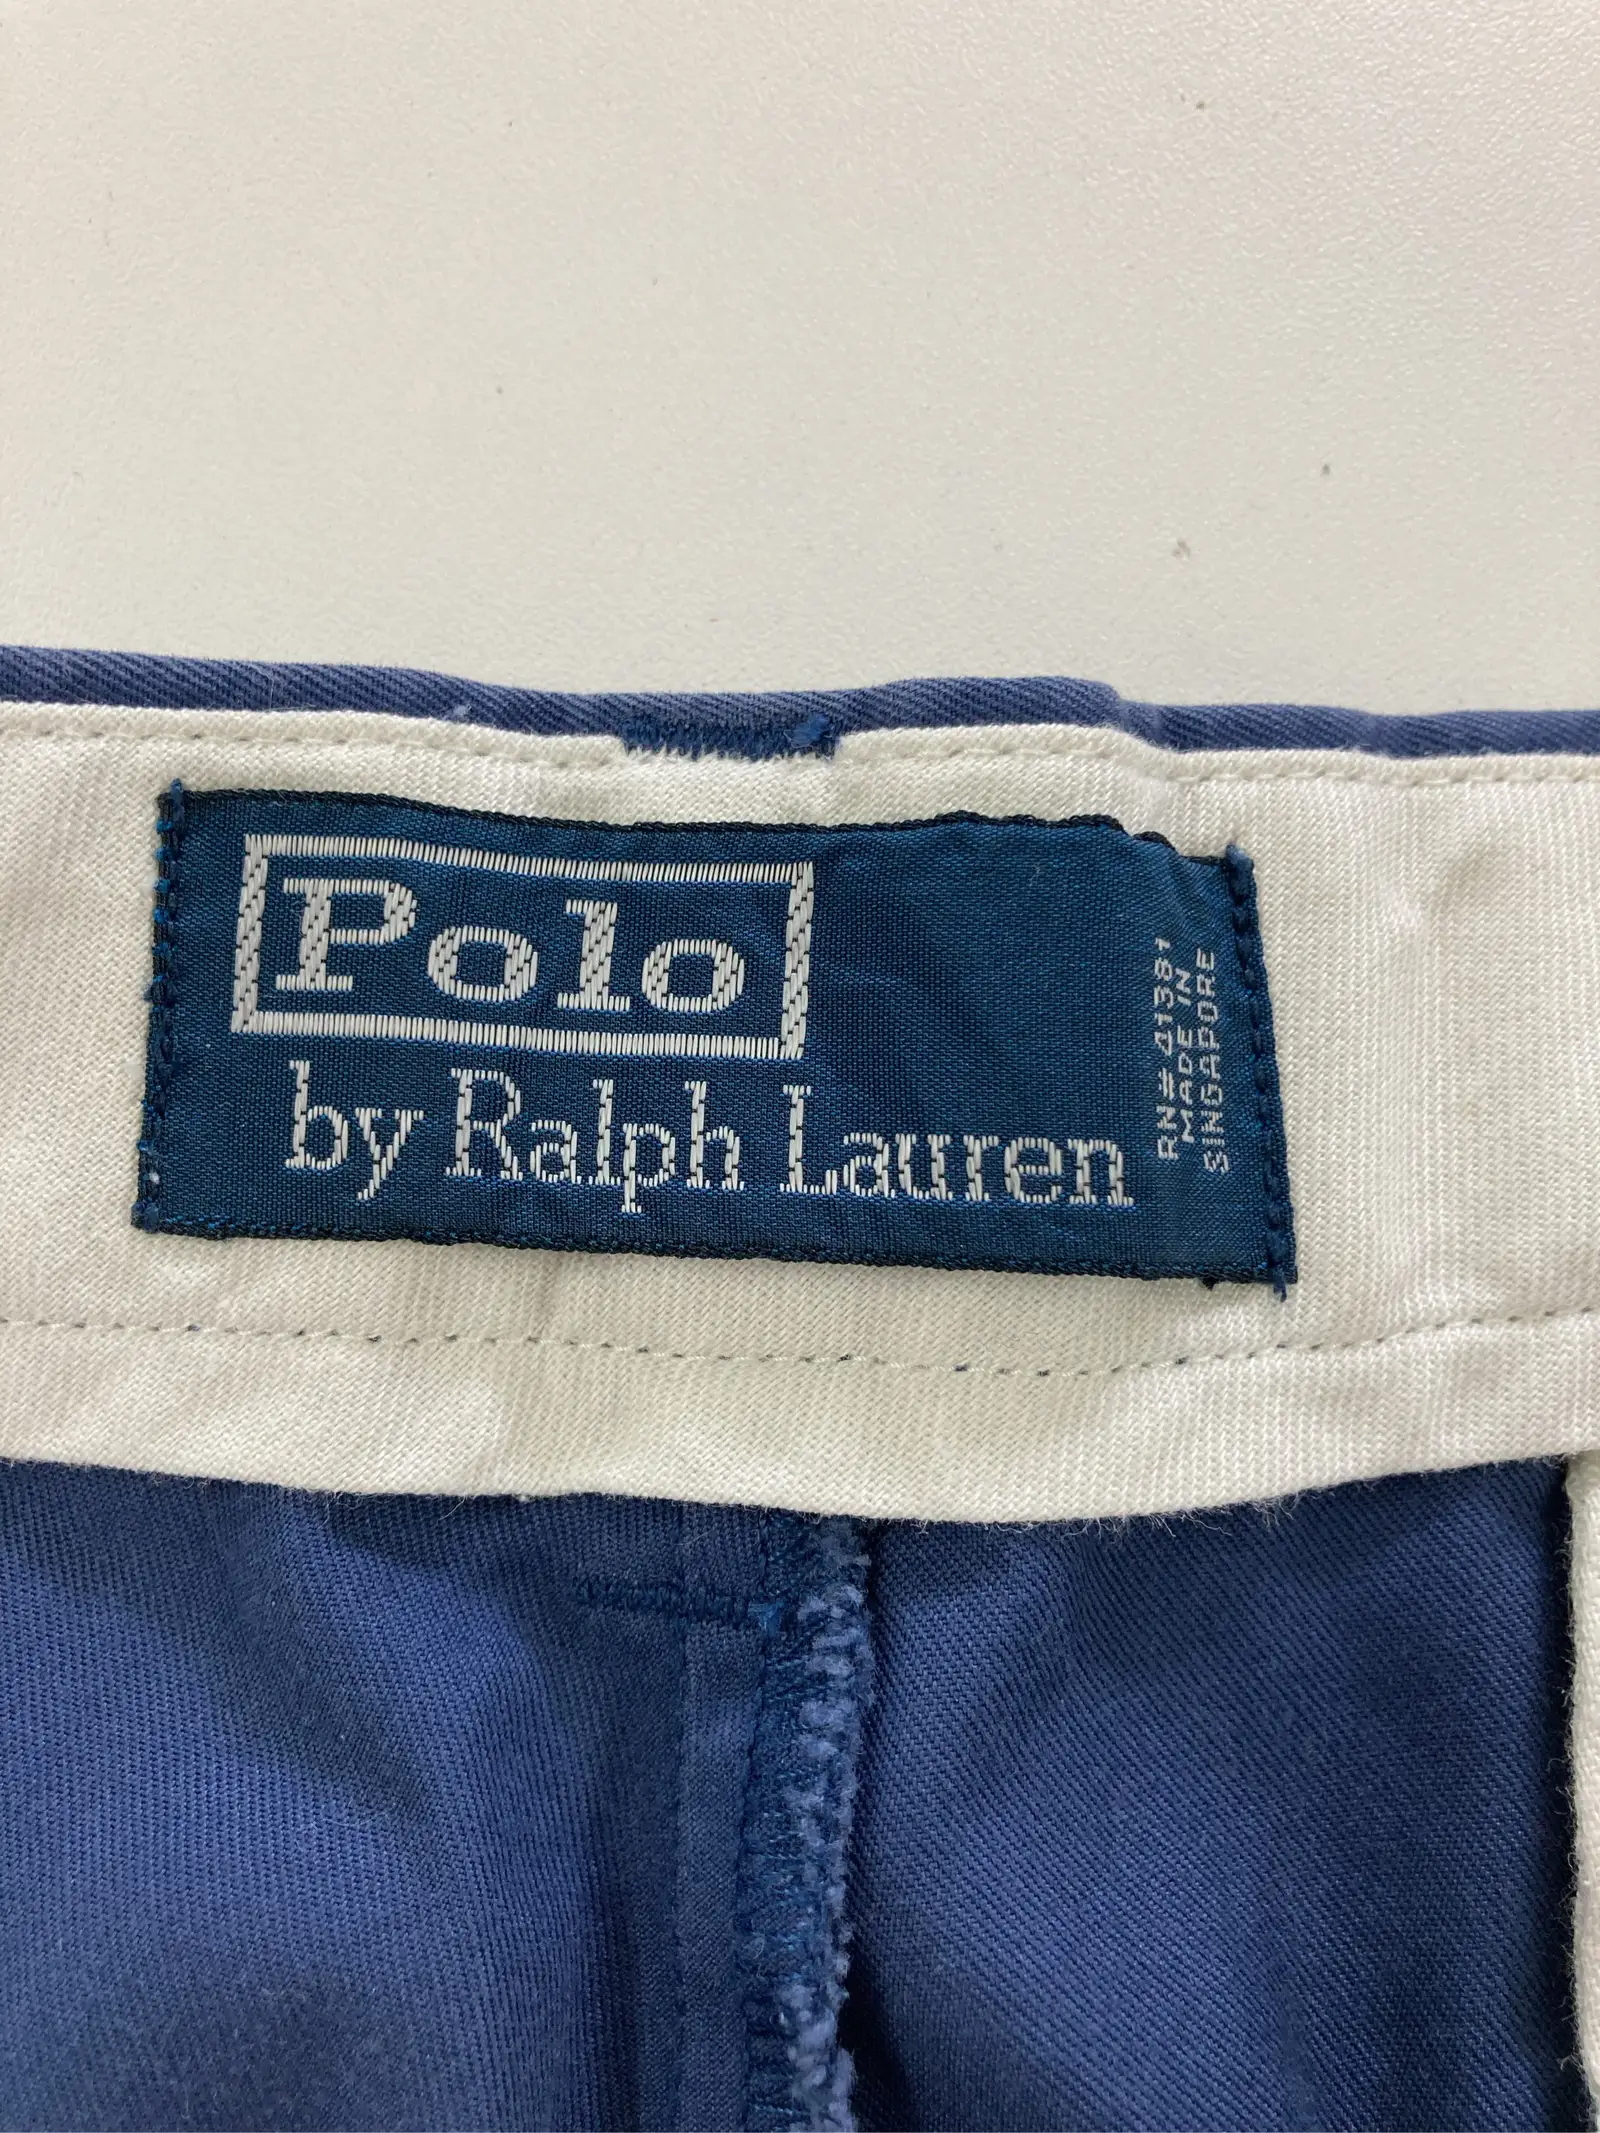 Polo
by Ralph Lauren
RN# 41381
MADE IN
SINGAPORE